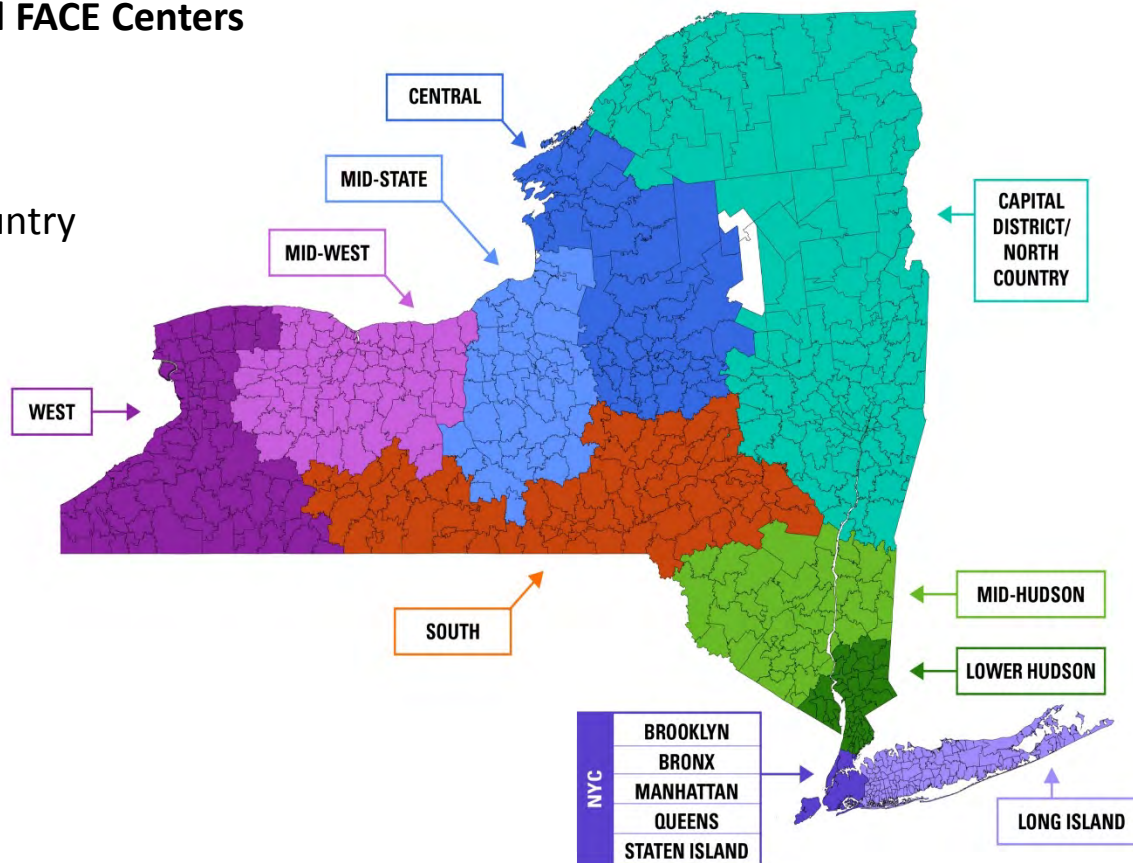 FACE Centers
CENTRAL
MID-STATE
MID-WEST
WEST
SOUTH
CAPITAL
DISTRICT/
NORTH
COUNTRY
MID-HUDSON
LOWER HUDSON
NYC
BROOKLYN
BRONX
MANHATTAN
QUEENS
STATEN ISLAND
LONG ISLAND